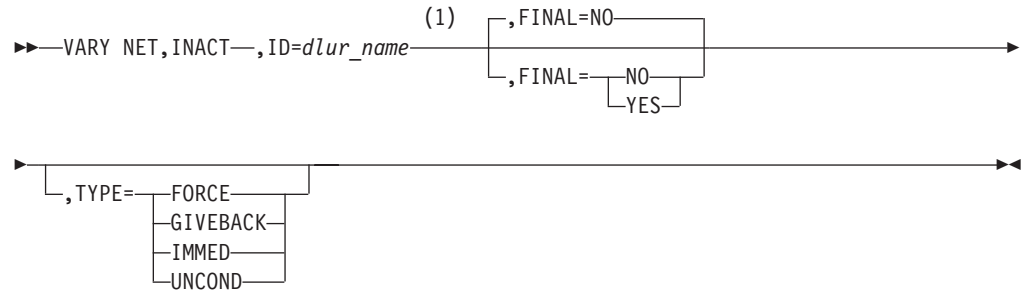 (1) ,FINAL=NO
VARY NET,INACT ,ID=dlur_name
,FINAL= NO
YES
,TYPE= FORCE
GIVEBACK
IMMED
UNCOND